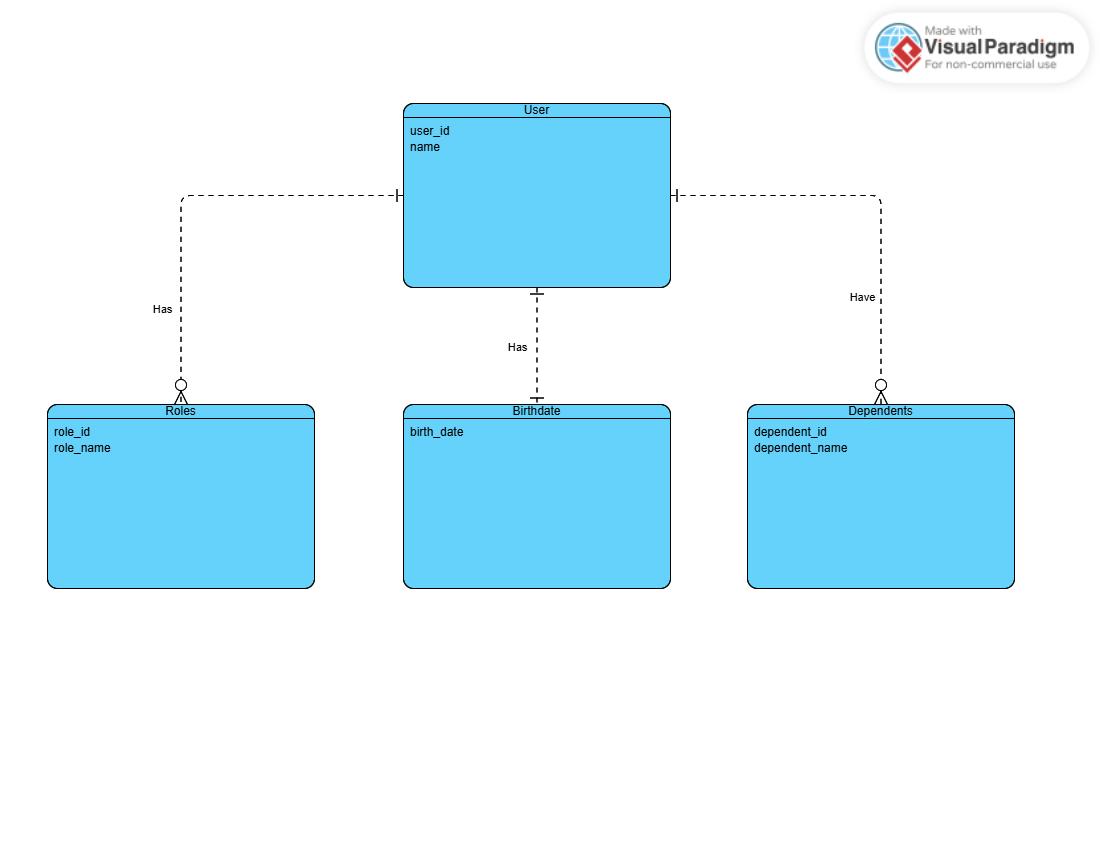 Made with
Visual Paradigm
For non-commercial use
User
user_id
name
Has
Has
Have
Roles
role_id
role_name
Birthdate
birth_date
Dependents
dependent_id
dependent_name